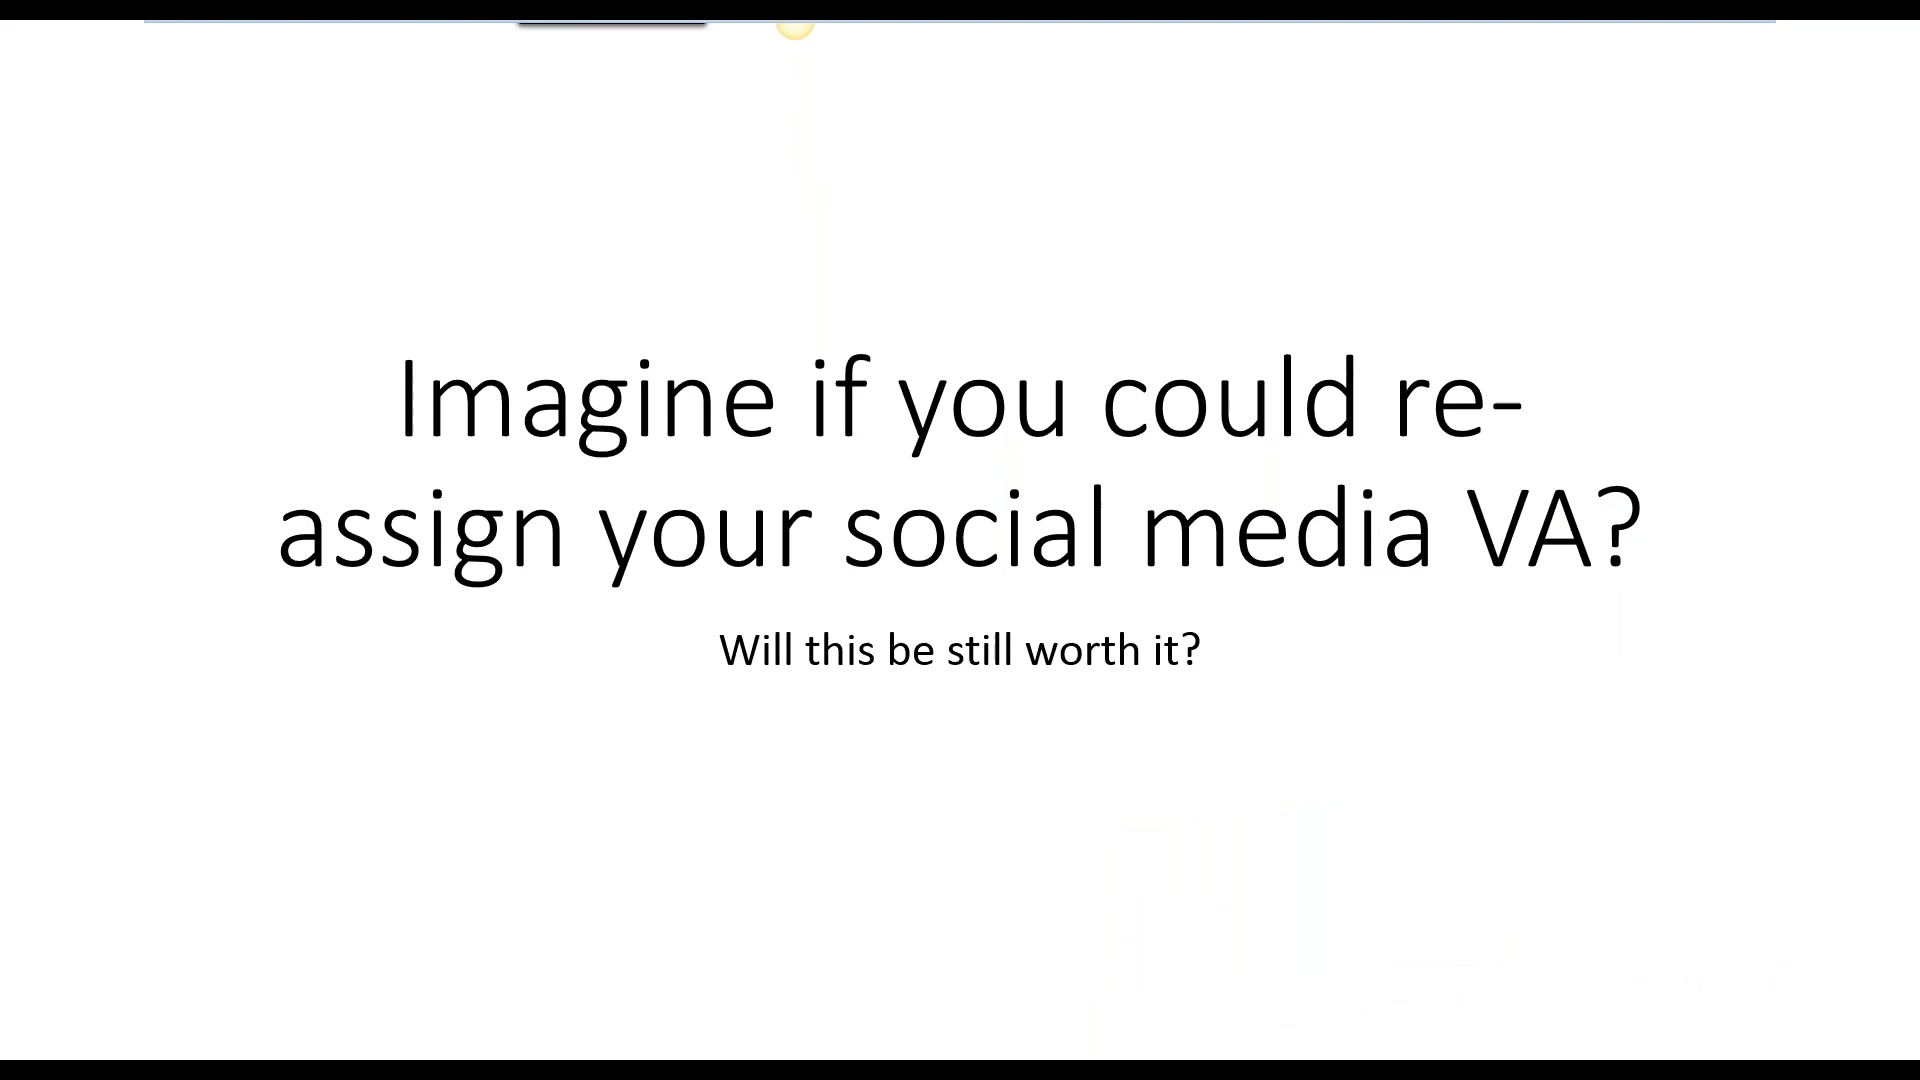 Imagine if you could re-
assign your social media VA?
Will this be still worth it?